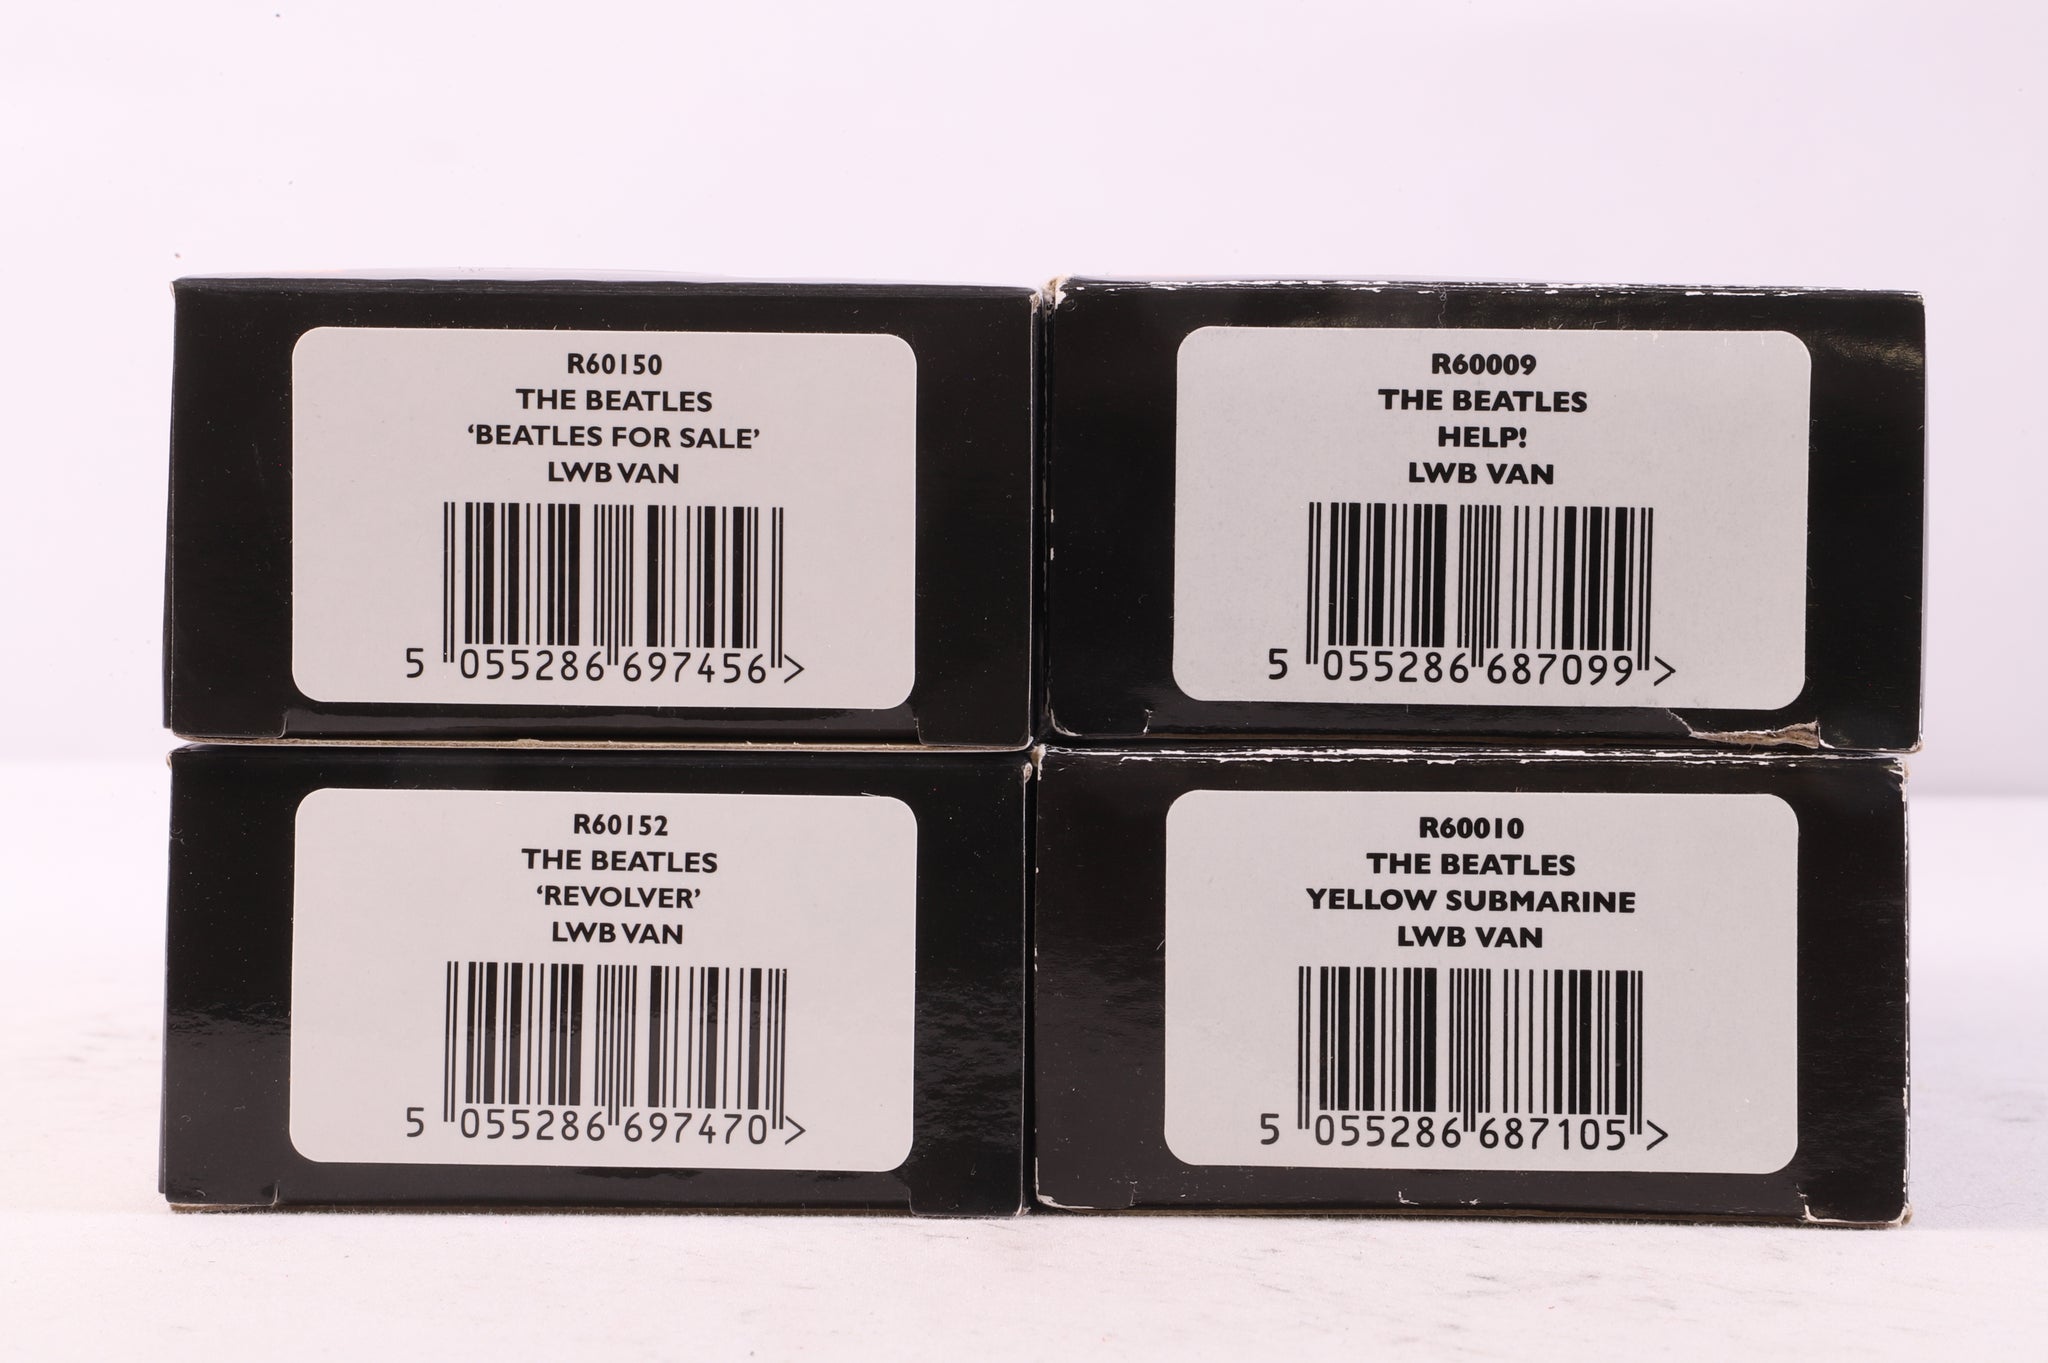 R60150
THE BEATLES
‘BEATLES FOR SALE’
LWB VAN
5 055286 697456 >
R60009
THE BEATLES
HELP!
LWB VAN
5 055286 687099 >
R60152
THE BEATLES
‘REVOLVER’
LWB VAN
5 055286 697470 >
R60010
THE BEATLES
YELLOW SUBMARINE
LWB VAN
5 055286 687105 >